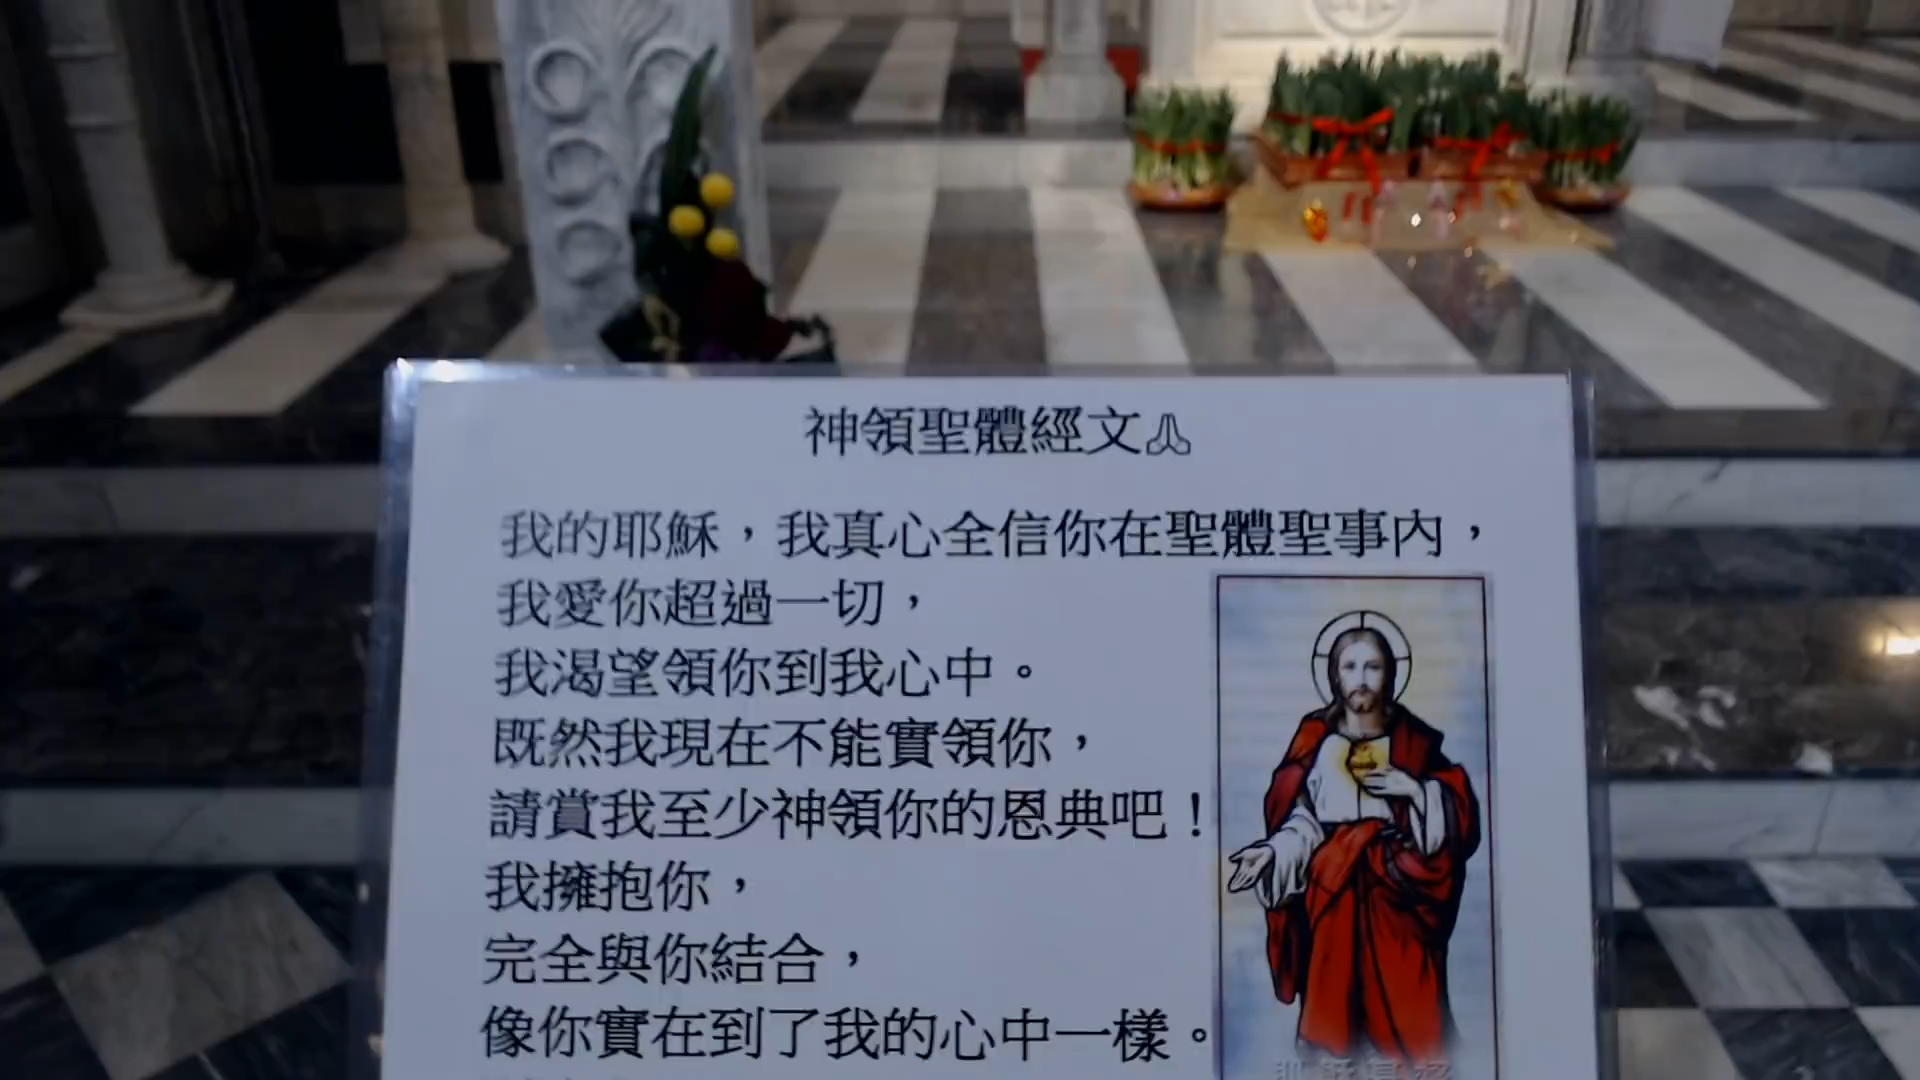 神領聖體經文🙏
我的耶穌，我真心全信你在聖體聖事內，
我愛你超過一切，
我渴望領你到我心中。
既然我現在不能實領你，
請賞我至少神領你的恩典吧！
我擁抱你，
完全與你結合，
像你實在到了我的心中一樣。